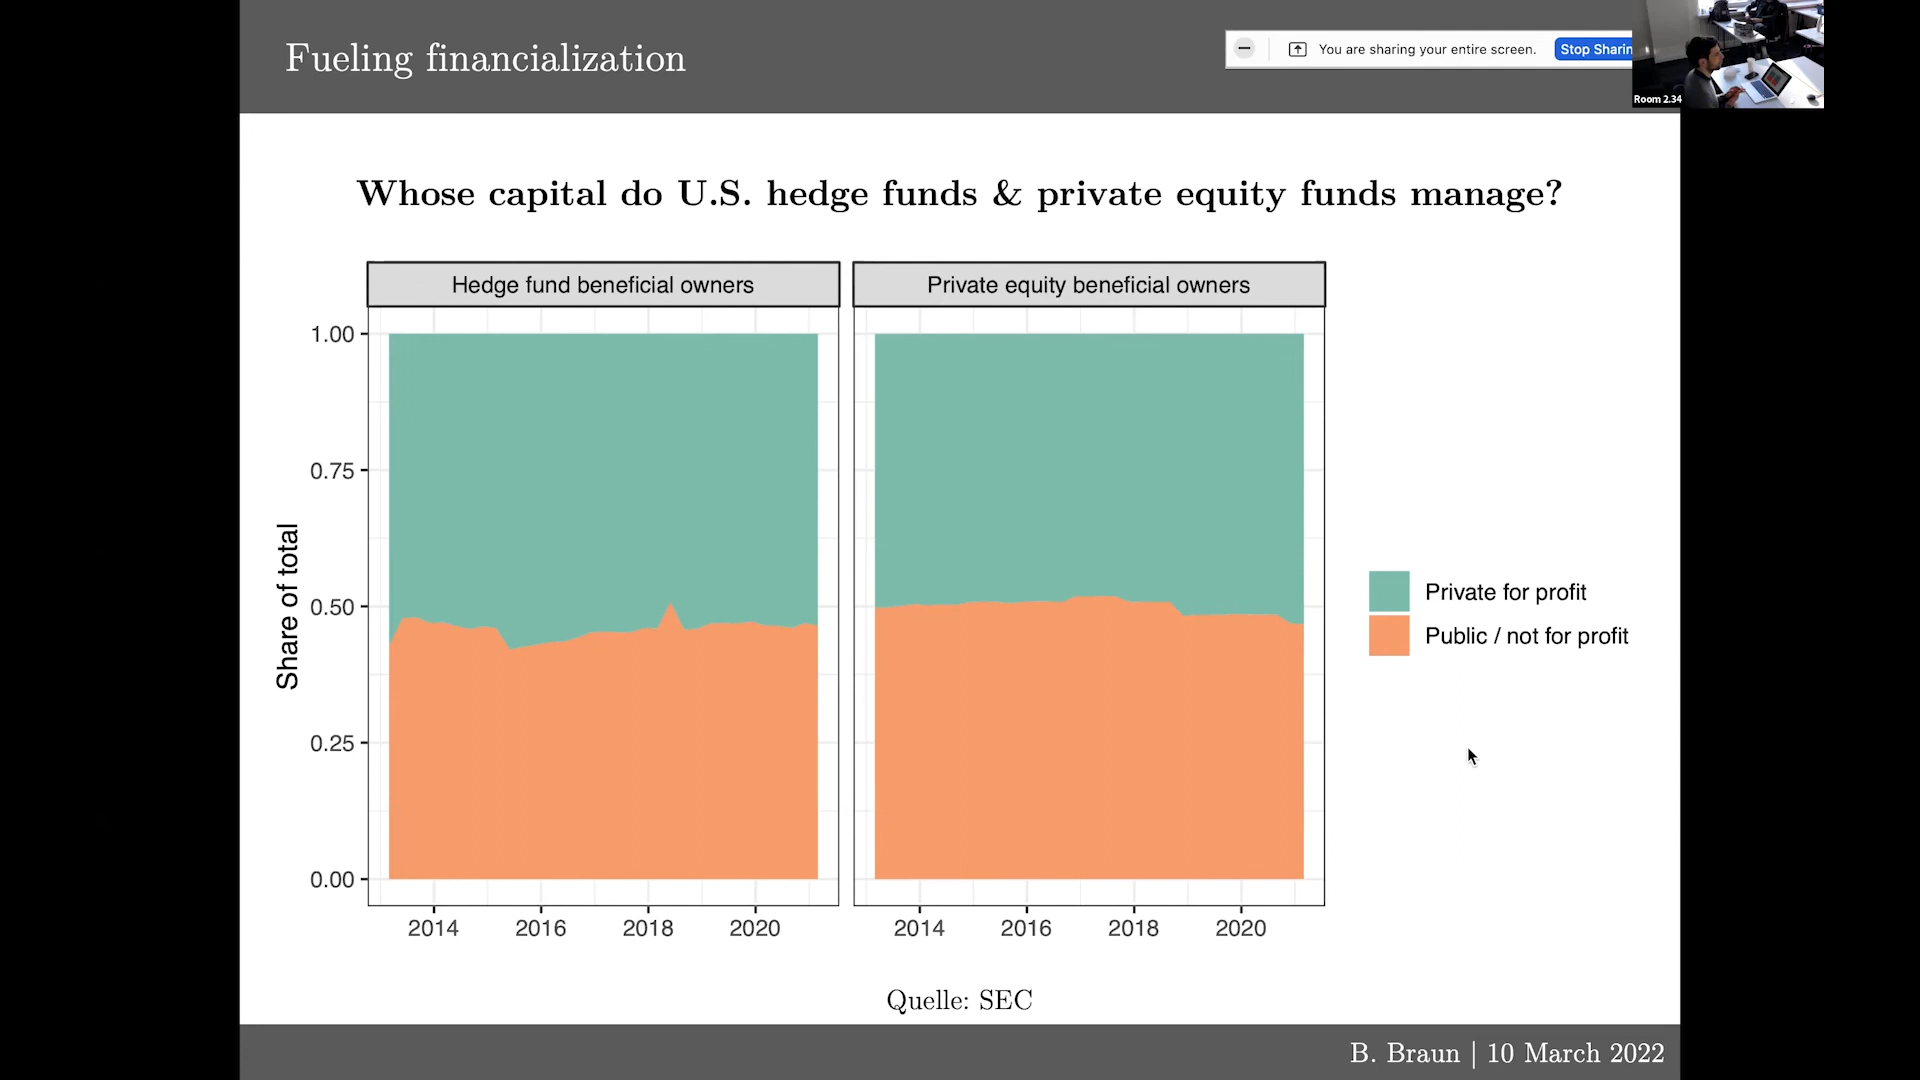 Fueling financialization
You are sharing your entire screen.
Stop Sharin
Room 2.34
Whose capital do U.S. hedge funds & private equity funds manage?
Hedge fund beneficial owners
Private equity beneficial owners
Share of total
1.00
0.75
0.50
0.25
0.00
2014 2016 2018 2020
2014 2016 2018 2020
Private for profit
Public / not for profit
Quelle: SEC
B. Braun | 10 March 2022